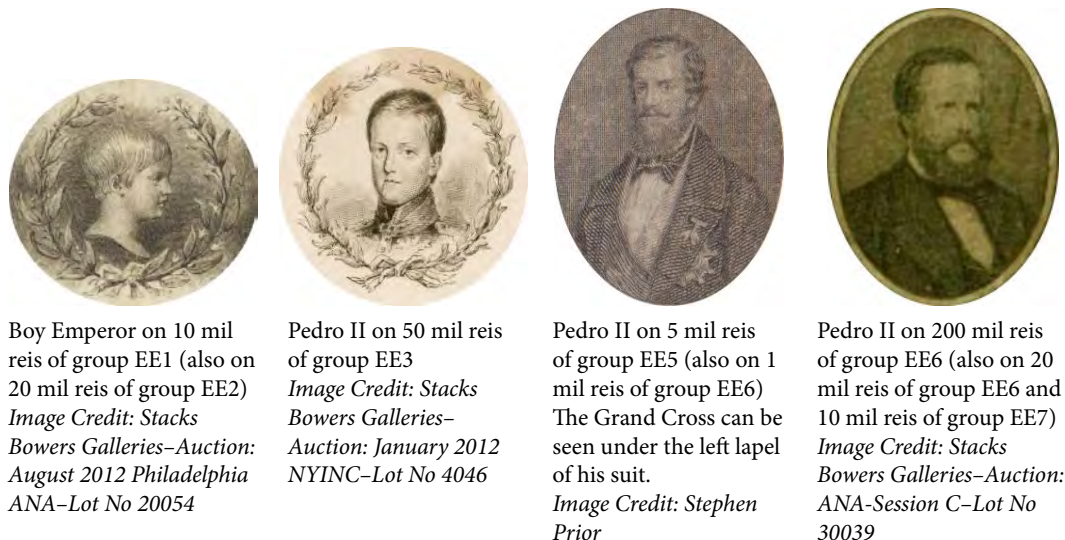 Boy Emperor on 10 mil
reis of group EE1 (also on
20 mil reis of group EE2)
Image Credit: Stacks
Bowers Galleries–Auction:
August 2012 Philadelphia
ANA–Lot No 20054
Pedro II on 50 mil reis
of group EE3
Image Credit: Stacks
Bowers Galleries–
Auction: January 2012
NYINC–Lot No 4046
Pedro II on 5 mil reis
of group EE5 (also on 1
mil reis of group EE6)
The Grand Cross can be
seen under the left lapel
of his suit.
Image Credit: Stephen
Prior
Pedro II on 200 mil reis
of group EE6 (also on 20
mil reis of group EE6 and
10 mil reis of group EE7)
Image Credit: Stacks
Bowers Galleries–Auction:
ANA-Session C–Lot No
30039